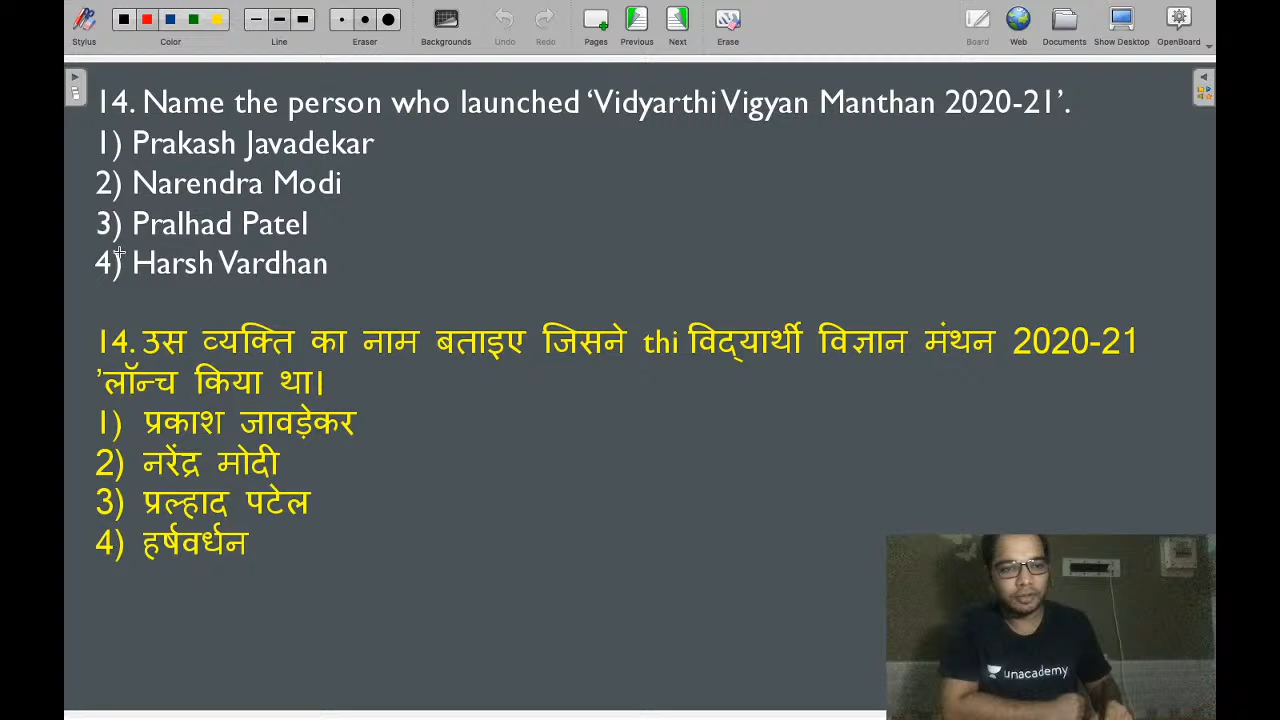 Stylus
Color
Line
Eraser
Backgrounds
Undo
Redo
Pages
Previous
Next
Erase
Board
Web
Documents
Show Desktop
OpenBoard
14. Name the person who launched ‘Vidyarthi Vigyan Manthan 2020-21’.
1) Prakash Javadekar
2) Narendra Modi
3) Pralhad Patel
4) Harsh Vardhan
14. उस व्यक्ति का नाम बताइए जिसने thi विद्यार्थी विज्ञान मंथन 2020-21
’लॉन्च किया था।
1) प्रकाश जावड़ेकर
2) नरेंद्र मोदी
3) प्रल्हाद पटेल
4) हर्षवर्धन
unacademy